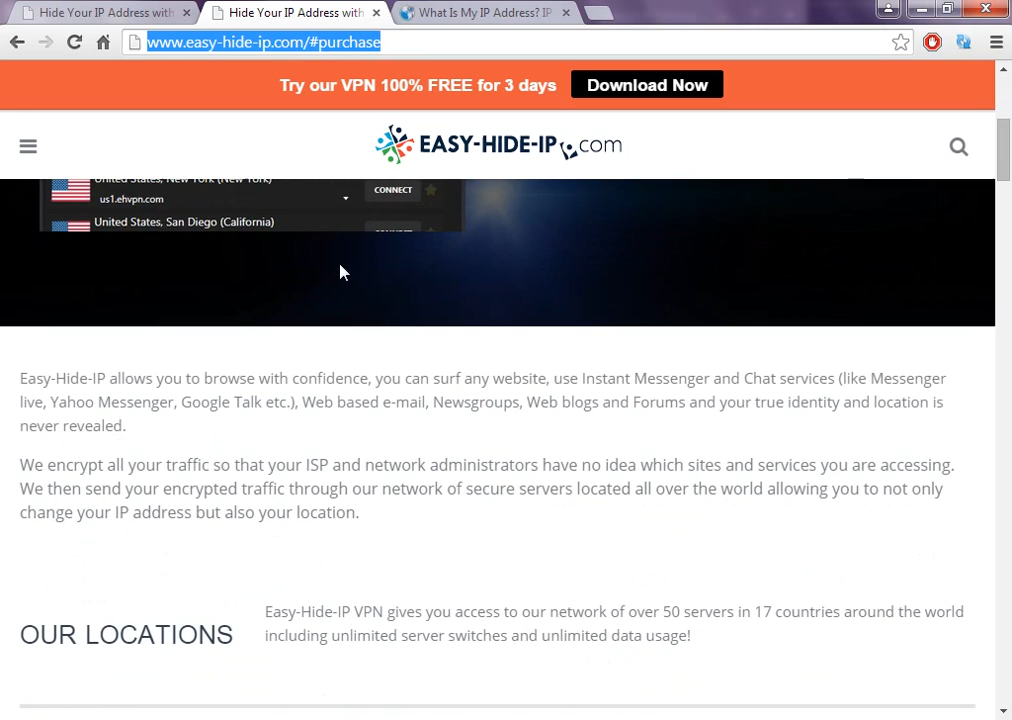 Hide Your IP Address with
Hide Your IP Address with
What Is My IP Address? IP
www.easy-hide-ip.com/#purchase
Try our VPN 100% FREE for 3 days
Download Now
EASY-HIDE-IP.com
United States, New York (New York)
us1.ehvpn.com
CONNECT
United States, San Diego (California)
Easy-Hide-IP allows you to browse with confidence, you can surf any website, use Instant Messenger and Chat services (like Messenger
live, Yahoo Messenger, Google Talk etc.), Web based e-mail, Newsgroups, Web blogs and Forums and your true identity and location is
never revealed.
We encrypt all your traffic so that your ISP and network administrators have no idea which sites and services you are accessing.
We then send your encrypted traffic through our network of secure servers located all over the world allowing you to not only
change your IP address but also your location.
OUR LOCATIONS
Easy-Hide-IP VPN gives you access to our network of over 50 servers in 17 countries around the world
including unlimited server switches and unlimited data usage!